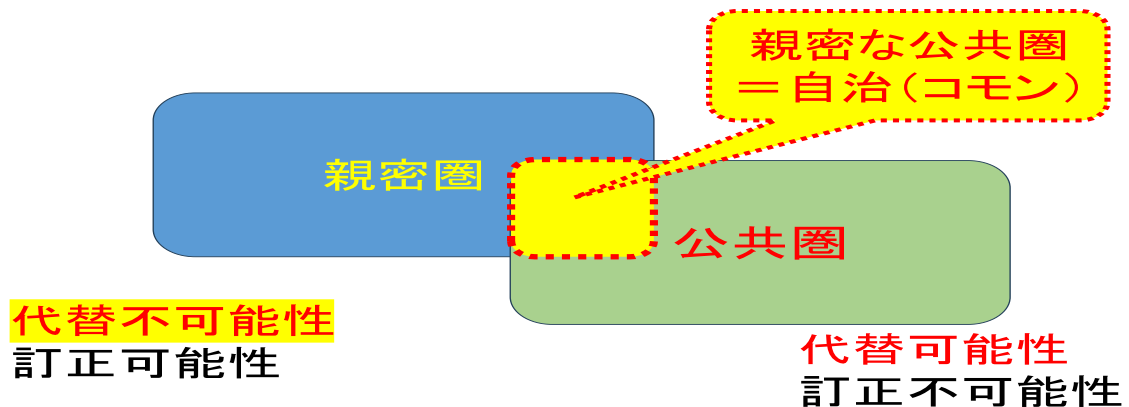 親密な公共圏
＝自治（コモン）
親密圏
公共圏
代替不可能性
訂正可能性
代替可能性
訂正不可能性